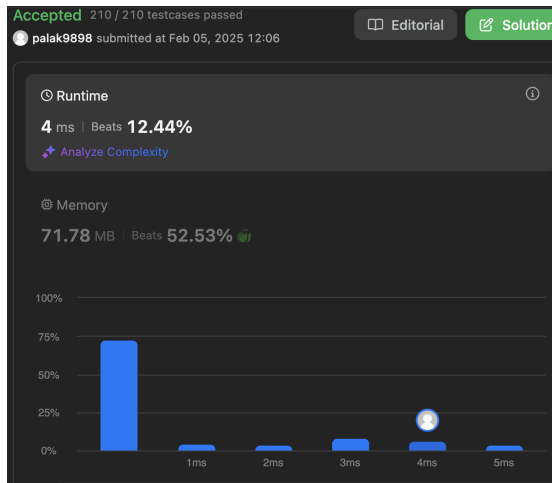 Accepted 210 / 210 testcases passed
palak9898 submitted at Feb 05, 2025 12:06
Editorial
Solution
Runtime
4 ms | Beats 12.44%
Analyze Complexity
Memory
71.78 MB | Beats 52.53%
100%
75%
50%
25%
0%
1ms 2ms 3ms 4ms 5ms